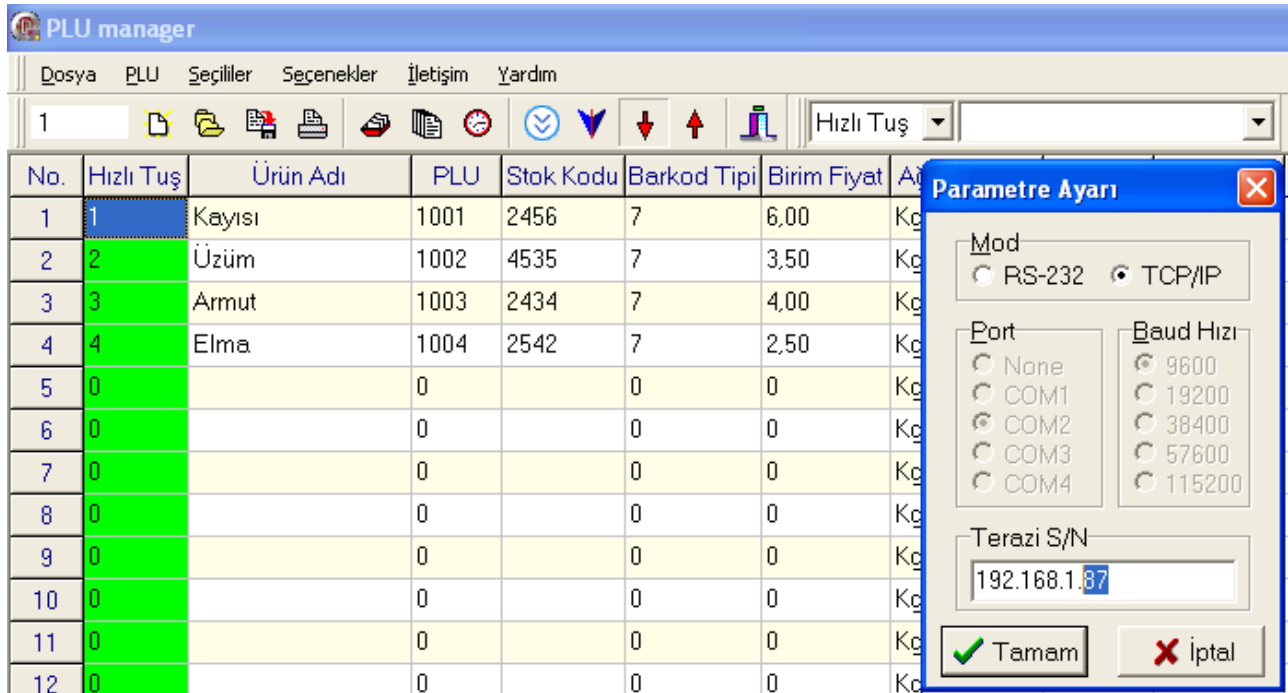 PLU manager
Dosya PLU Seçililer Seçenekler İletişim Yardım
1 Hızlı Tuş
No. Hızlı Tuş Ürün Adı PLU Stok Kodu Barkod Tipi Birim Fiyat
1 1 Kayısı 1001 2456 7 6,00 Kg
2 2 Üzüm 1002 4535 7 3,50 Kg
3 3 Armut 1003 2434 7 4,00 Kg
4 4 Elma 1004 2542 7 2,50 Kg
5 0 0 0 0 Kg
6 0 0 0 0 Kg
7 0 0 0 0 Kg
8 0 0 0 0 Kg
9 0 0 0 0 Kg
10 0 0 0 0 Kg
11 0 0 0 0 Kg
12 0 0 0 0 Kg
Parametre Ayarı
Mod
RS-232 TCP/IP
Port
None
COM1
COM2
COM3
COM4
Baud Hızı
9600
19200
38400
57600
115200
Terazi S/N
192.168.1.87
Tamam İptal